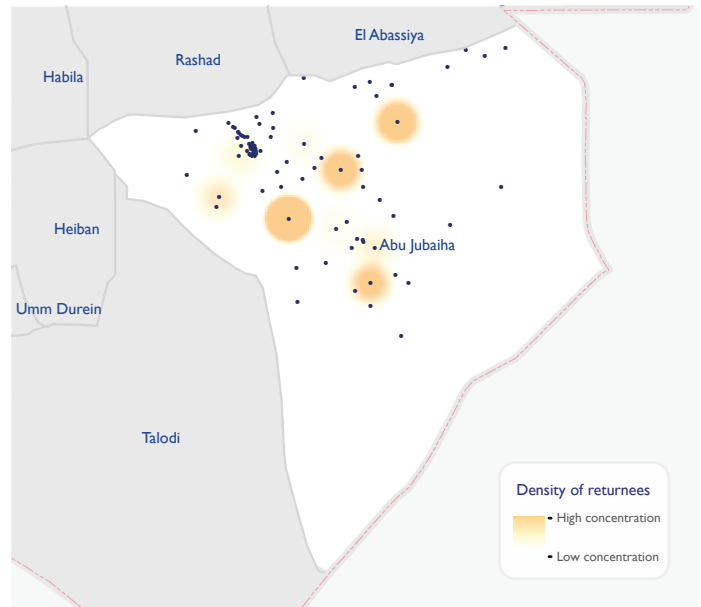 El Abassiya
Rashad
Habila
Heiban
Abu Jubaiha
Umm Durein
Talodi
Density of returnees
High concentration
Low concentration